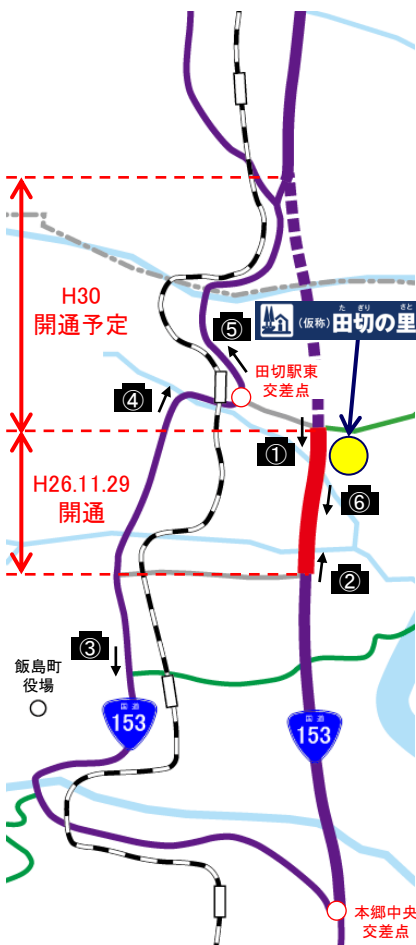 H30
開通予定
⑤
た ぎり さと
(仮称)田切の里
田切駅東
交差点
④
①
H26.11.29
開通
⑥
②
③
飯島町
役場
国道
153
国道
153
本郷中央
交差点